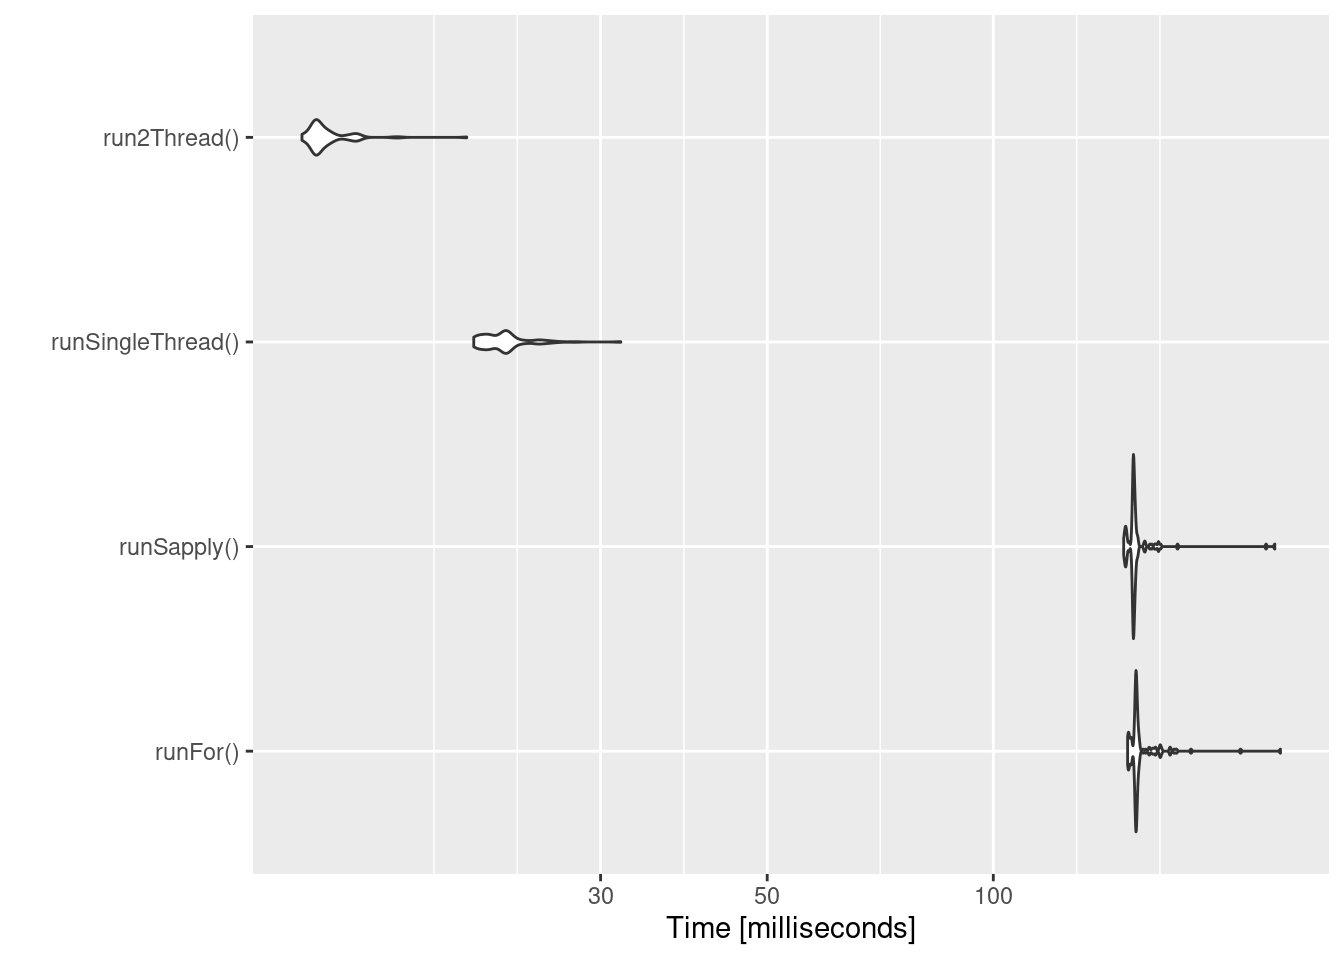 run2Thread()
runSingleThread()
runSapply()
runFor()
30 50 100
Time [milliseconds]